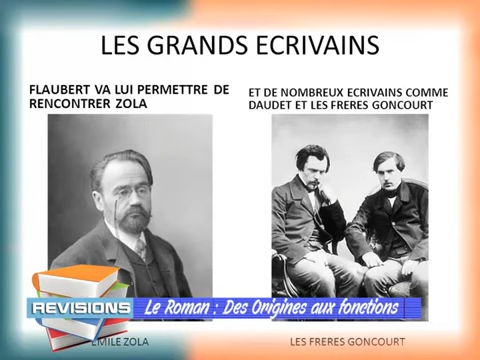 LES GRANDS ECRIVAINS
FLAUBERT VA LUI PERMETTRE DE
RENCONTRER ZOLA
ET DE NOMBREUX ECRIVAINS COMME
DAUDET ET LES FRERES GONCOURT
REVISIONS
Le Roman : Des Origines aux fonctions
EMILE ZOLA
LES FRERES GONCOURT